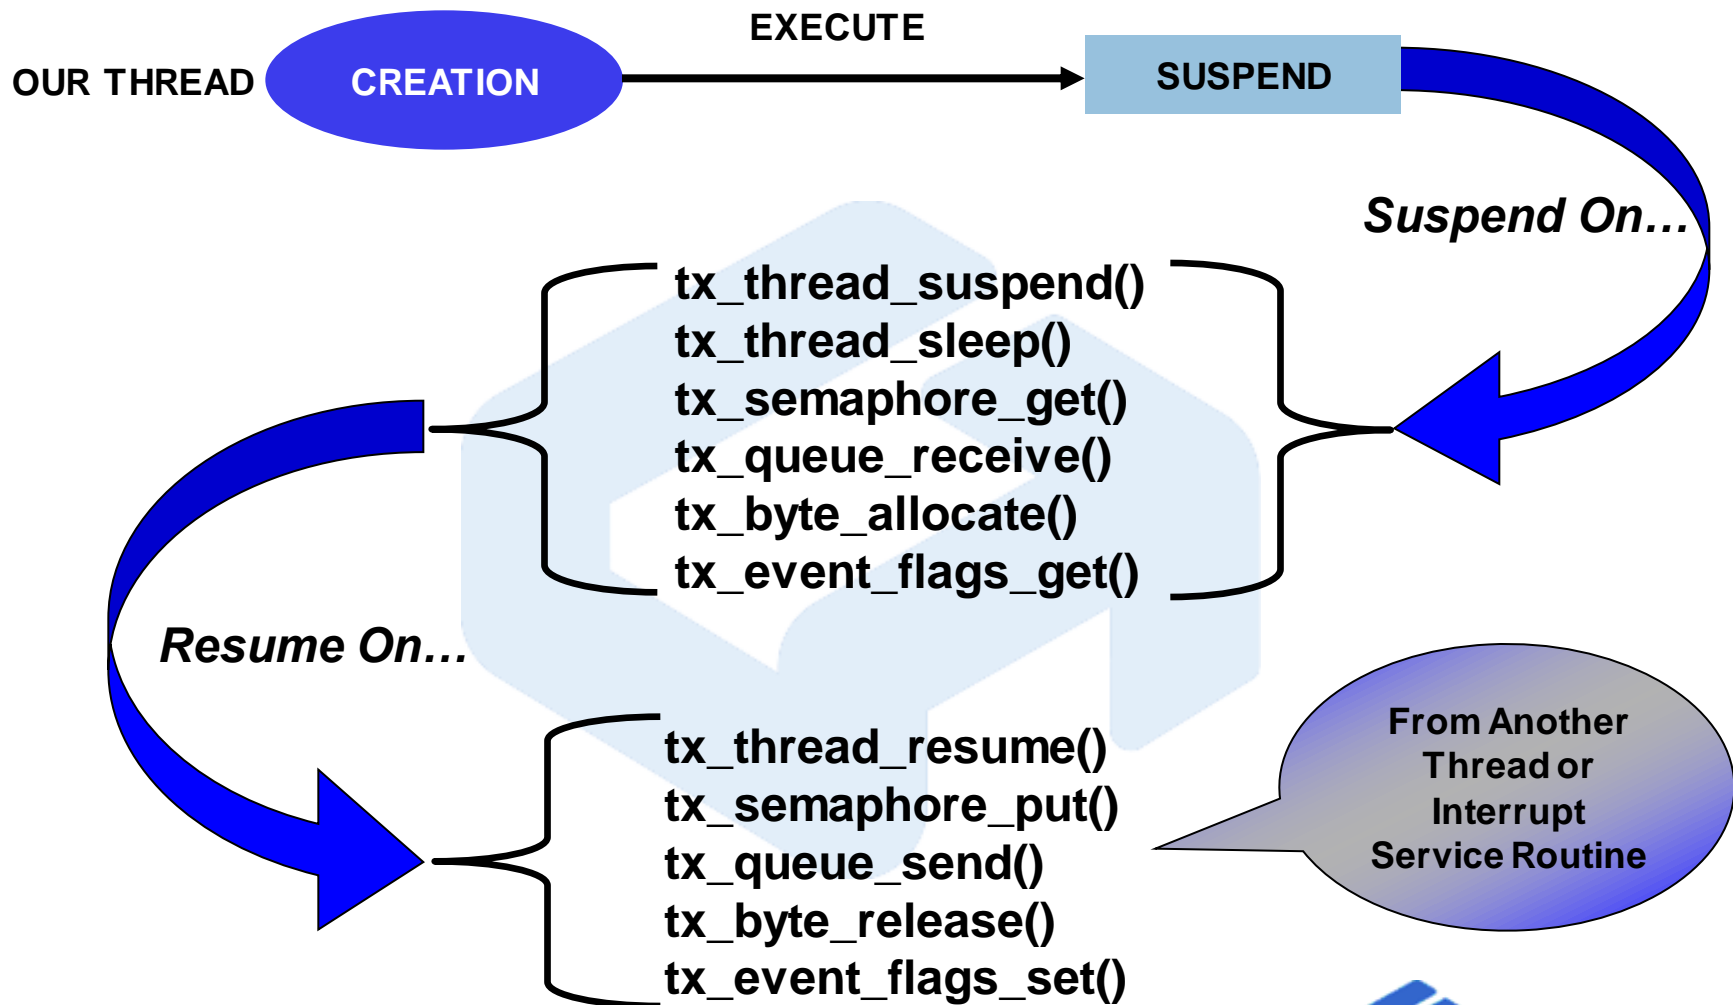 EXECUTE
OUR THREAD
CREATION
SUSPEND
Suspend On...
tx_thread_suspend()
tx_thread_sleep()
tx_semaphore_get()
tx_queue_receive()
tx_byte_allocate()
tx_event_flags_get()
Resume On...
tx_thread_resume()
tx_semaphore_put()
tx_queue_send()
tx_byte_release()
tx_event_flags_set()
From Another
Thread or
Interrupt
Service Routine